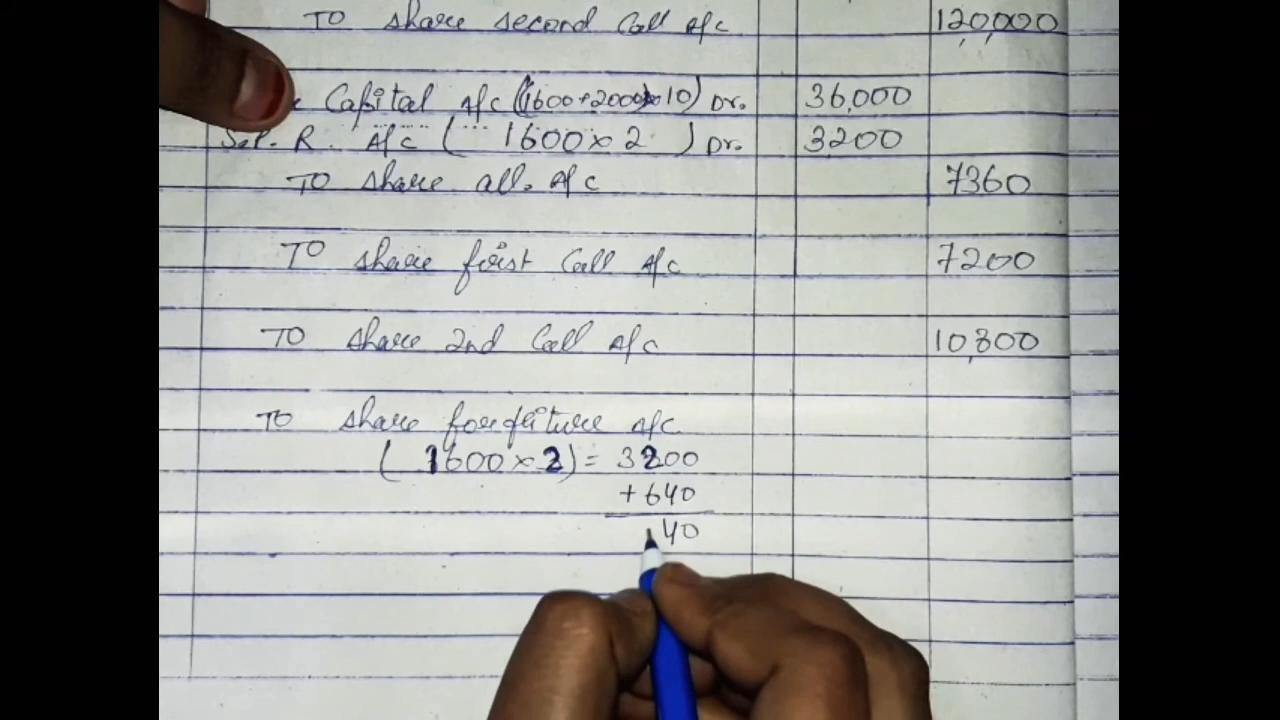 TO share second Call A/c 120,000
Capital A/c ((1600+2000)×10) Dr. 36,000
Sep. R. A/c ( 1600×2 ) Dr. 3200
TO share all. A/c 7360
TO share first Call A/c 7200
TO share 2nd Call A/c 10,800
TO share forfeiture A/c
( 1600×2) = 3200
+ 640
40